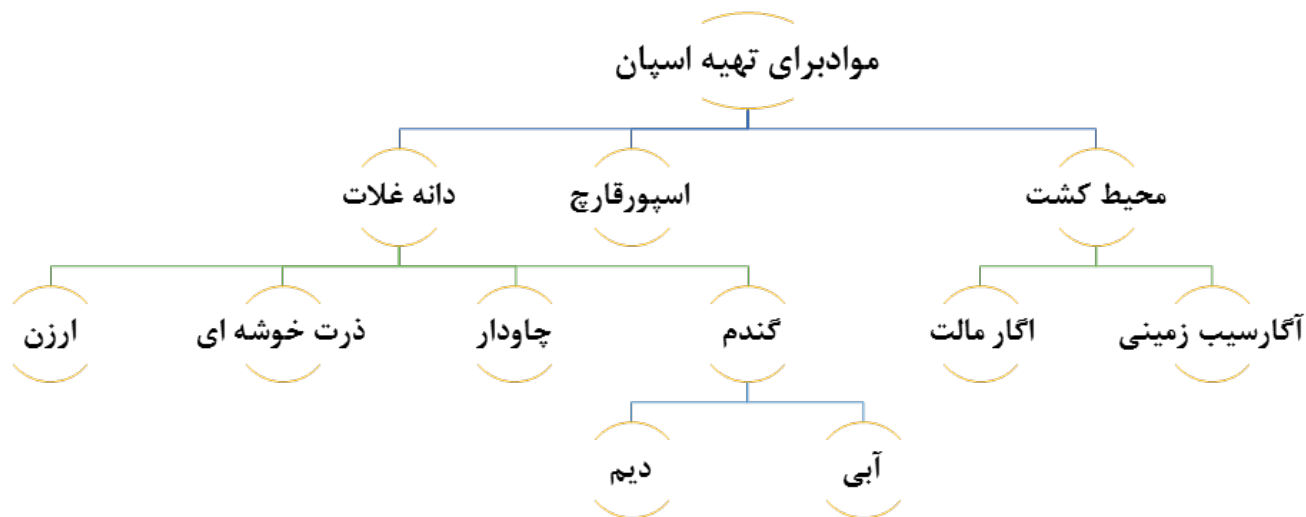 موادبرای تهیه اسپان
محیط کشت
اسپورقارچ
دانه غلات
آگارسیب زمینی
اگار مالت
گندم
چاودار
ذرت خوشه ای
ارزن
آبی
دیم